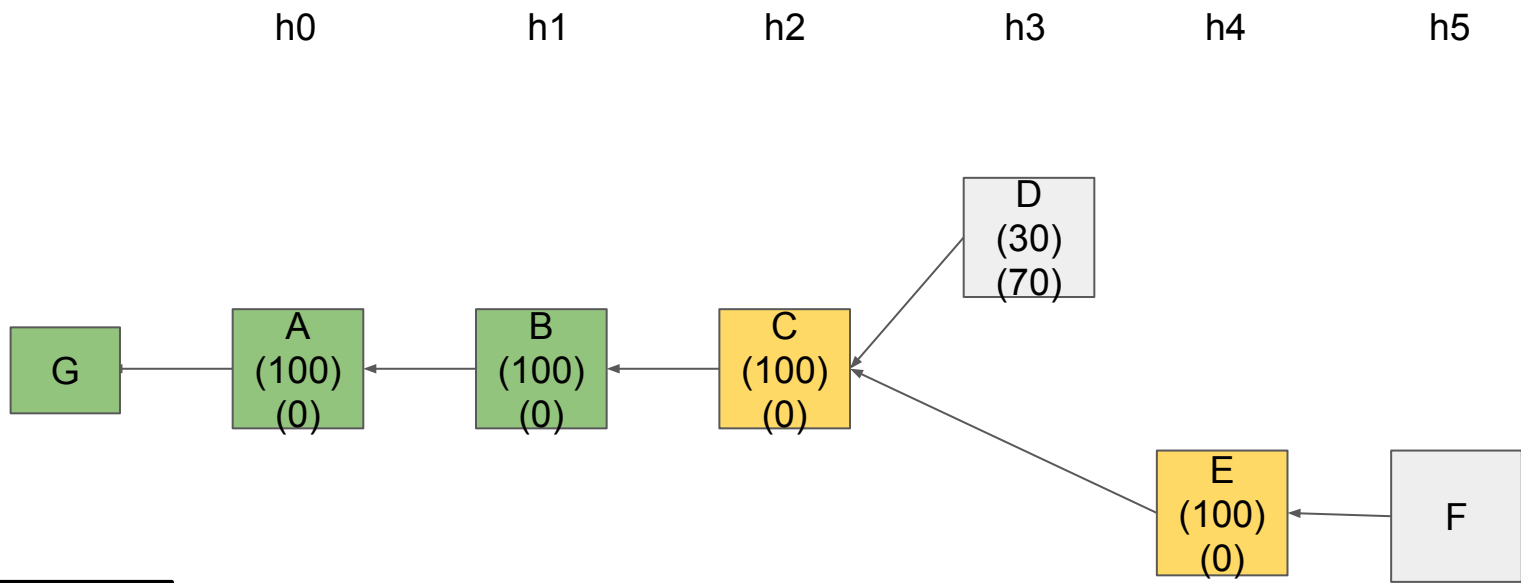 h0 h1 h2 h3 h4 h5
D
(30)
(70)
G
A
(100)
(0)
B
(100)
(0)
C
(100)
(0)
E
(100)
(0)
F